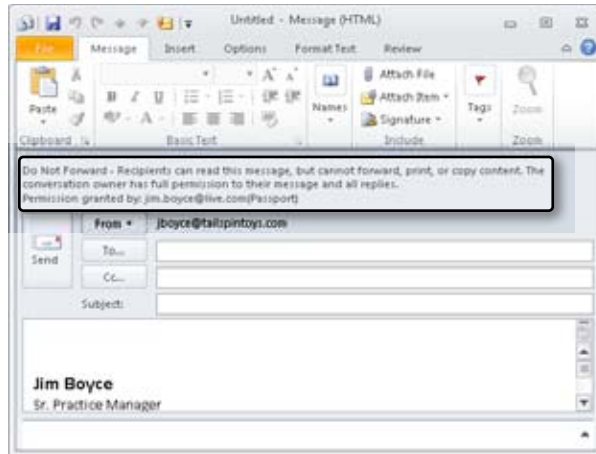 Untitled - Message (HTML)
File Message Insert Options Format Text Review
Paste
Clipboard
B I U
A
Basic Text
Names
Attach File
Attach Item
Signature
Include
Tags
Zoom
Zoom
Do Not Forward - Recipients can read this message, but cannot forward, print, or copy content. The
conversation owner has full permission to their message and all replies.
Permission granted by: jim.boyce@live.com(Passport)
From jboyce@tailspintoys.com
Send
To...
Cc...
Subject:
Jim Boyce
Sr. Practice Manager